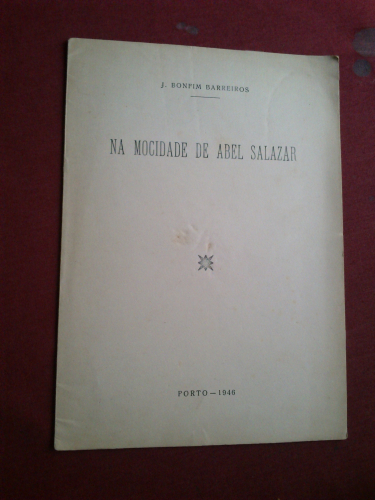 J. BONFIM BARREIROS
NA MOCIDADE DE ABEL SALAZAR
PORTO — 1946